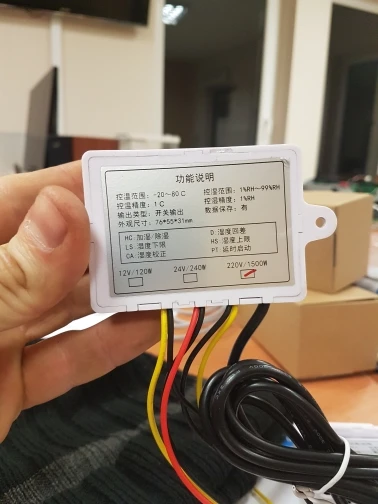 功能说明
控温范围: -20~60℃ 控湿范围: 1%RH~99%RH
控温精度: 1℃ 控湿精度: 1%RH
输出类型: 开关输出 数据保存: 有
外观尺寸: 76*55*31mm
HC:加湿/除湿 D:湿度回差
LS:湿度下限 HS:湿度上限
CA:湿度校正 PT:延时启动
12V/120W 24V/240W 220V/1500W